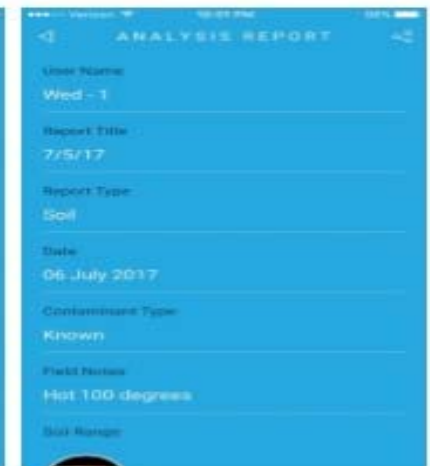 Verizon
ANALYSIS REPORT
User Name
Wed - 1
Report Title
7/5/17
Report Type
Soil
Date
06 July 2017
Contaminant Type
Known
Field Notes
Hot 100 degrees
Soil Range